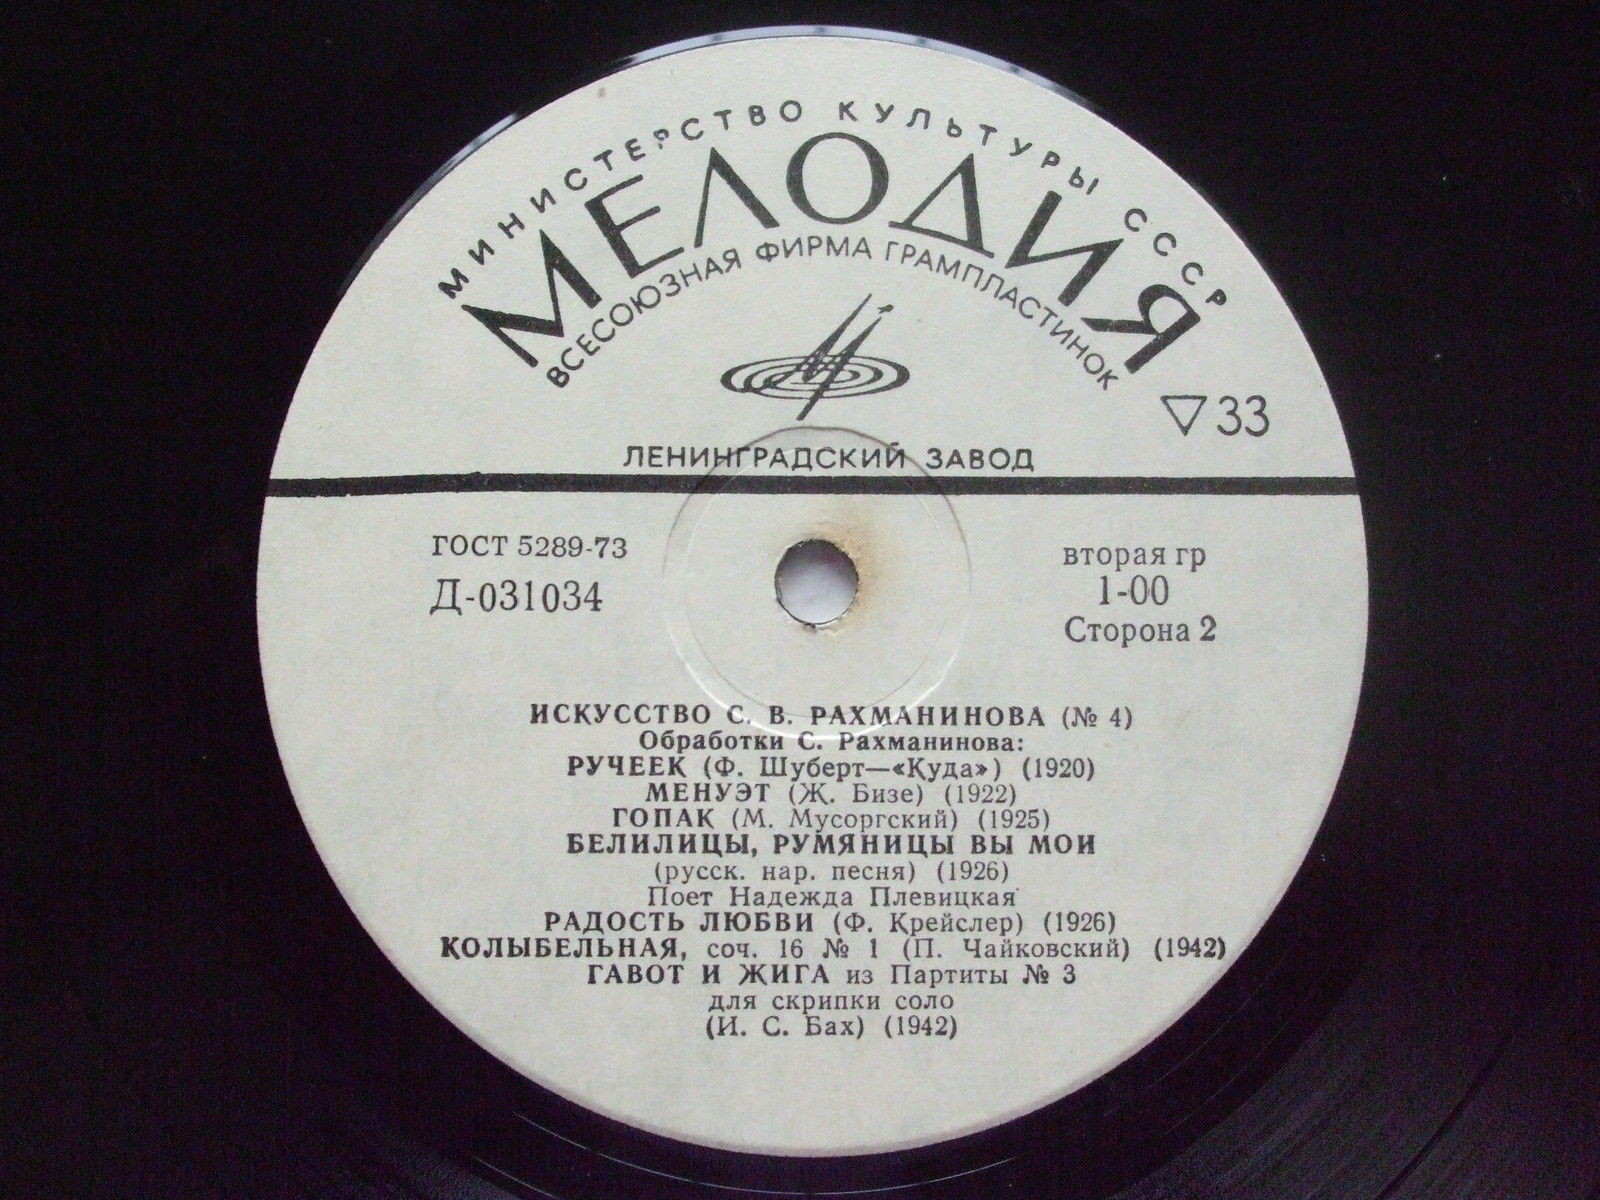 МИНИСТЕРСТВО КУЛЬТУРЫ СССР
МЕЛОДИЯ
ВСЕСОЮЗНАЯ ФИРМА ГРАМПЛАСТИНОК
33
ЛЕНИНГРАДСКИЙ ЗАВОД
ГОСТ 5289-73
Д-031034
вторая гр
1-00
Сторона 2
ИСКУССТВО С. В. РАХМАНИНОВА (№ 4)
Обработки С. Рахманинова:
РУЧЕЕК (Ф. Шуберт—«Куда») (1920)
МЕНУЭТ (Ж. Бизе) (1922)
ГОПАК (М. Мусоргский) (1925)
БЕЛИЛИЦЫ, РУМЯНИЦЫ ВЫ МОИ
(русск. нар. песня) (1926)
Поет Надежда Плевицкая
РАДОСТЬ ЛЮБВИ (Ф. Крейслер) (1926)
КОЛЫБЕЛЬНАЯ, соч. 16 № 1 (П. Чайковский) (1942)
ГАВОТ И ЖИГА из Партиты № 3
для скрипки соло
(И. С. Бах) (1942)